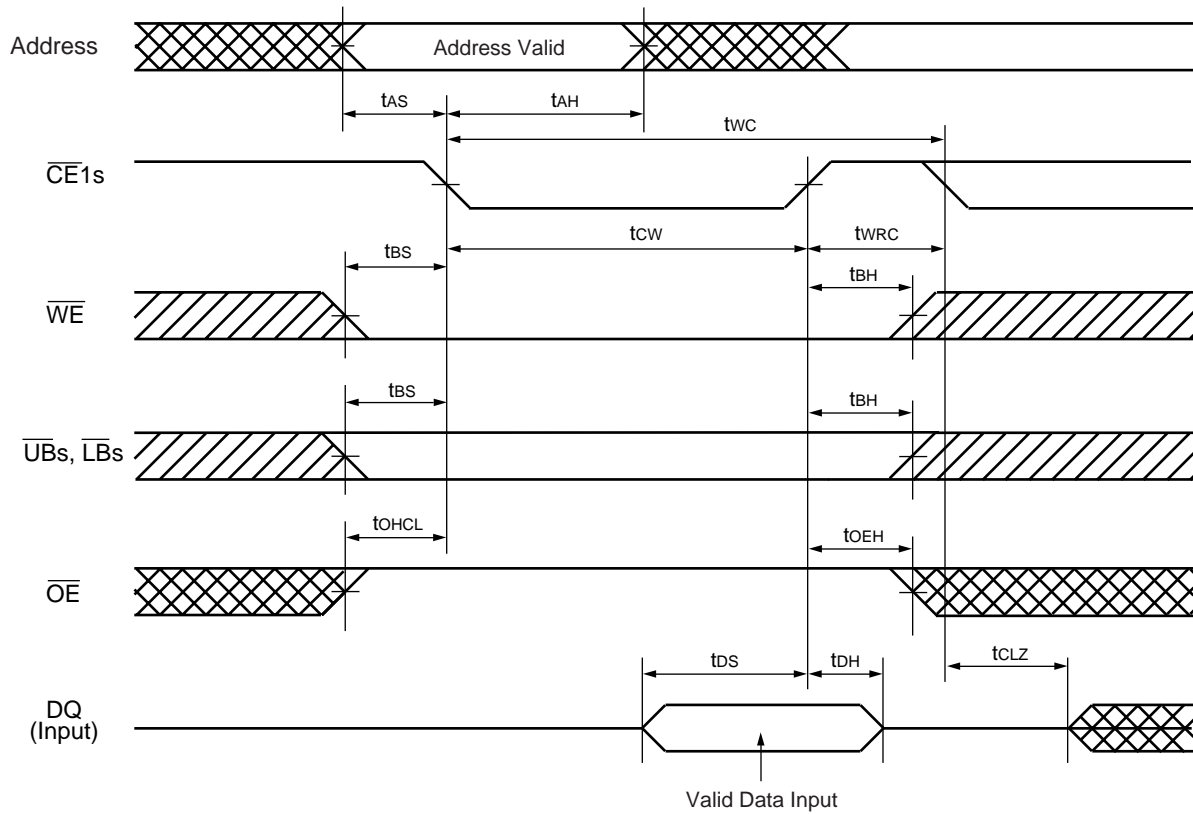 Address
Address Valid
tAS
tAH
tWC
CE1s
tCW
tWRC
tBS
tBH
WE
tBS
tBH
UBs, LBs
tOHCL
tOEH
OE
tDS
tDH
tCLZ
DQ
(Input)
Valid Data Input